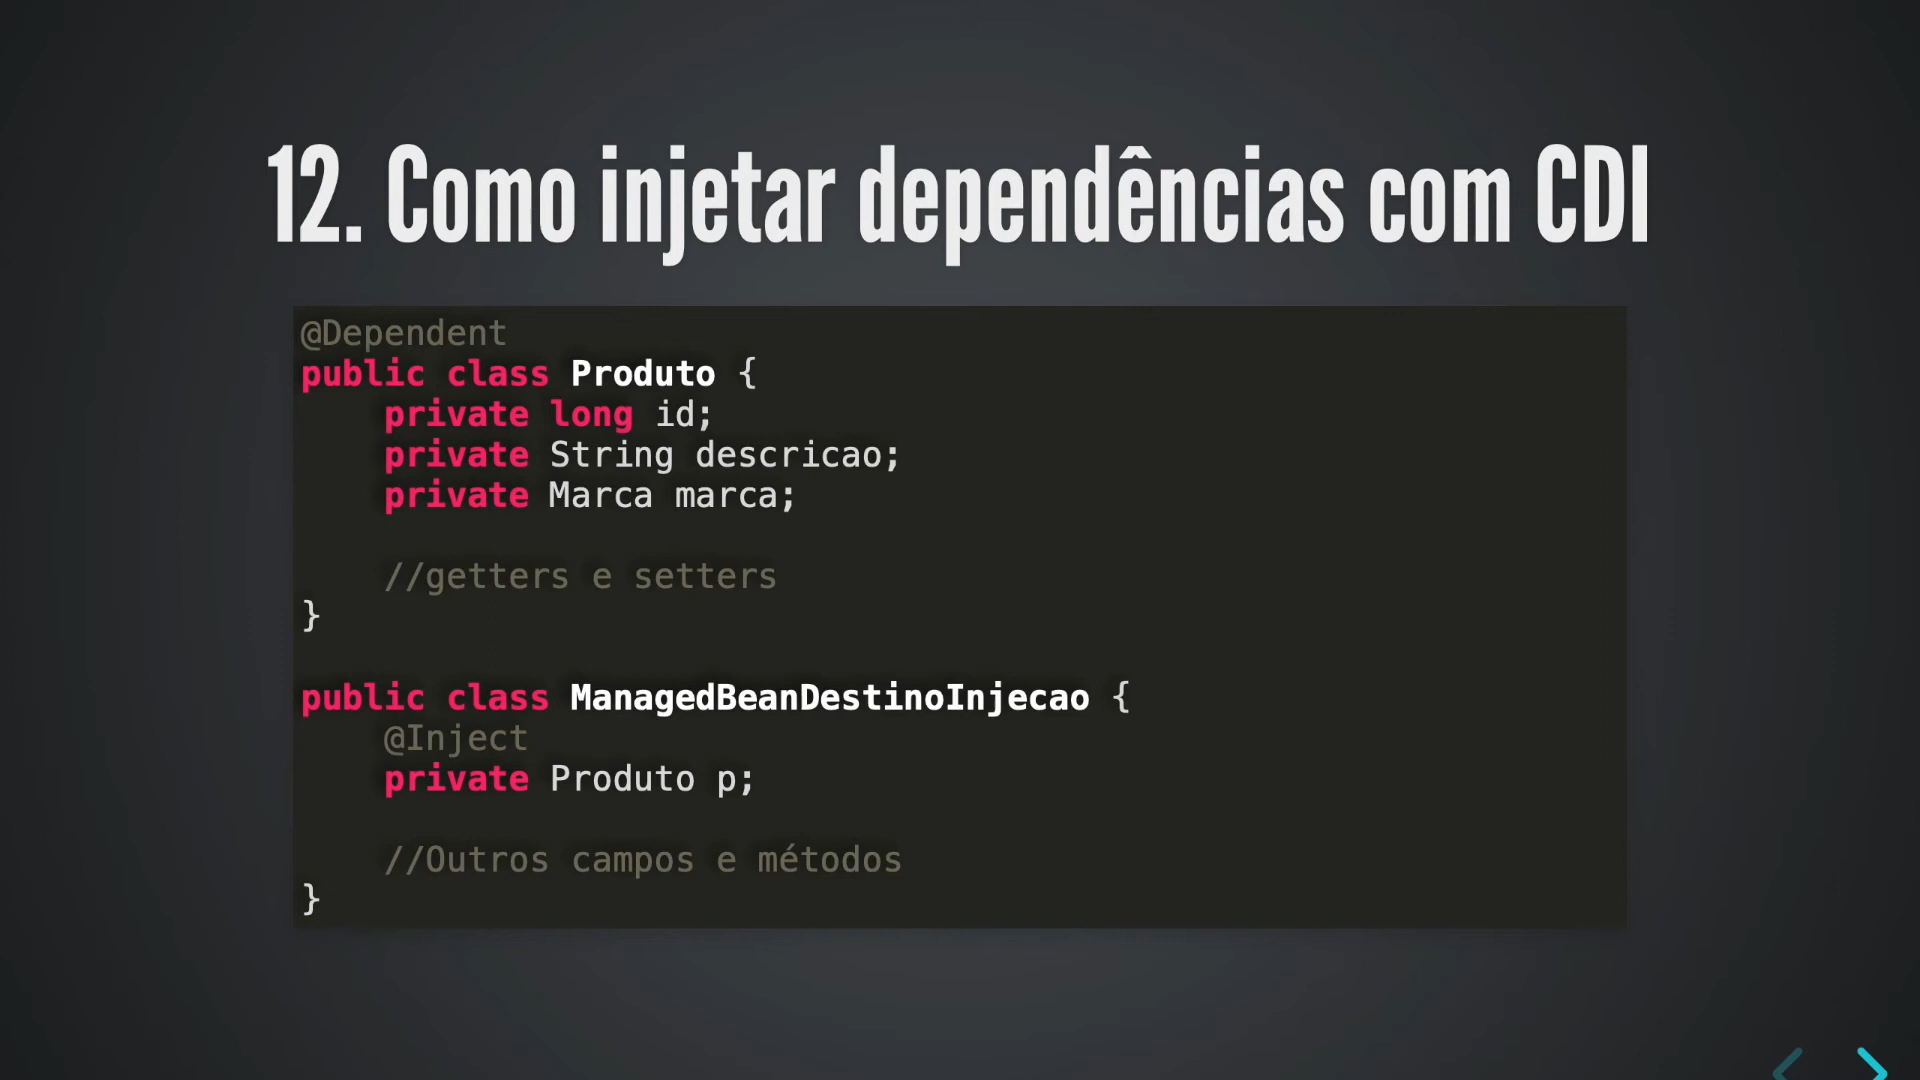 12. Como injetar dependências com CDI
@Dependent
public class Produto {
    private long id;
    private String descricao;
    private Marca marca;

    //getters e setters
}

public class ManagedBeanDestinoInjecao {
    @Inject
    private Produto p;

    //Outros campos e métodos
}